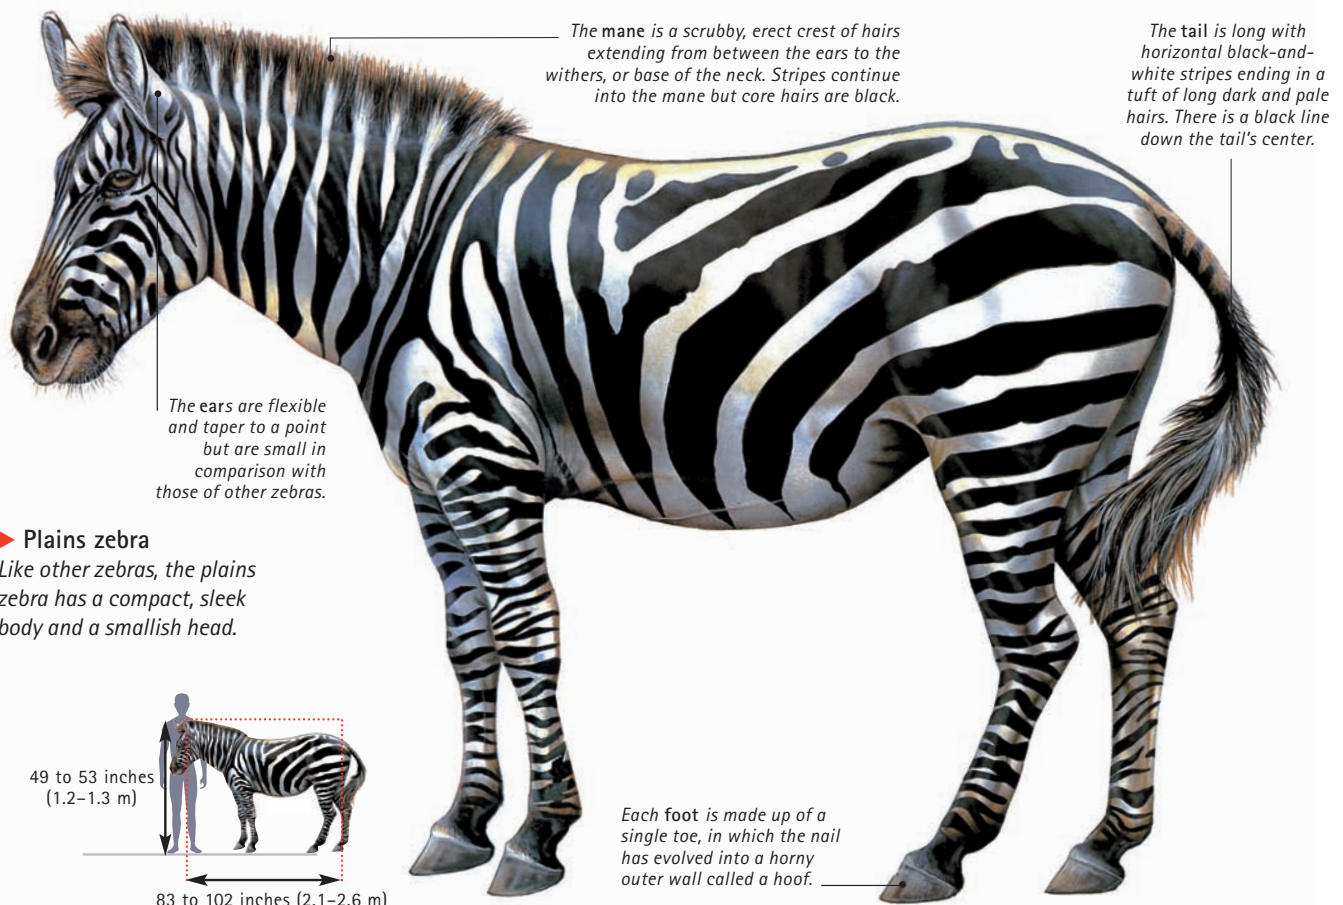 The mane is a scrubby, erect crest of hairs
extending from between the ears to the
withers, or base of the neck. Stripes continue
into the mane but core hairs are black.
The tail is long with
horizontal black-and-
white stripes ending in a
tuft of long dark and pale
hairs. There is a black line
down the tail's center.
The ears are flexible
and taper to a point
but are small in
comparison with
those of other zebras.
Plains zebra
Like other zebras, the plains
zebra has a compact, sleek
body and a smallish head.
49 to 53 inches
(1.2–1.3 m)
83 to 102 inches (2.1–2.6 m)
Each foot is made up of a
single toe, in which the nail
has evolved into a horny
outer wall called a hoof.